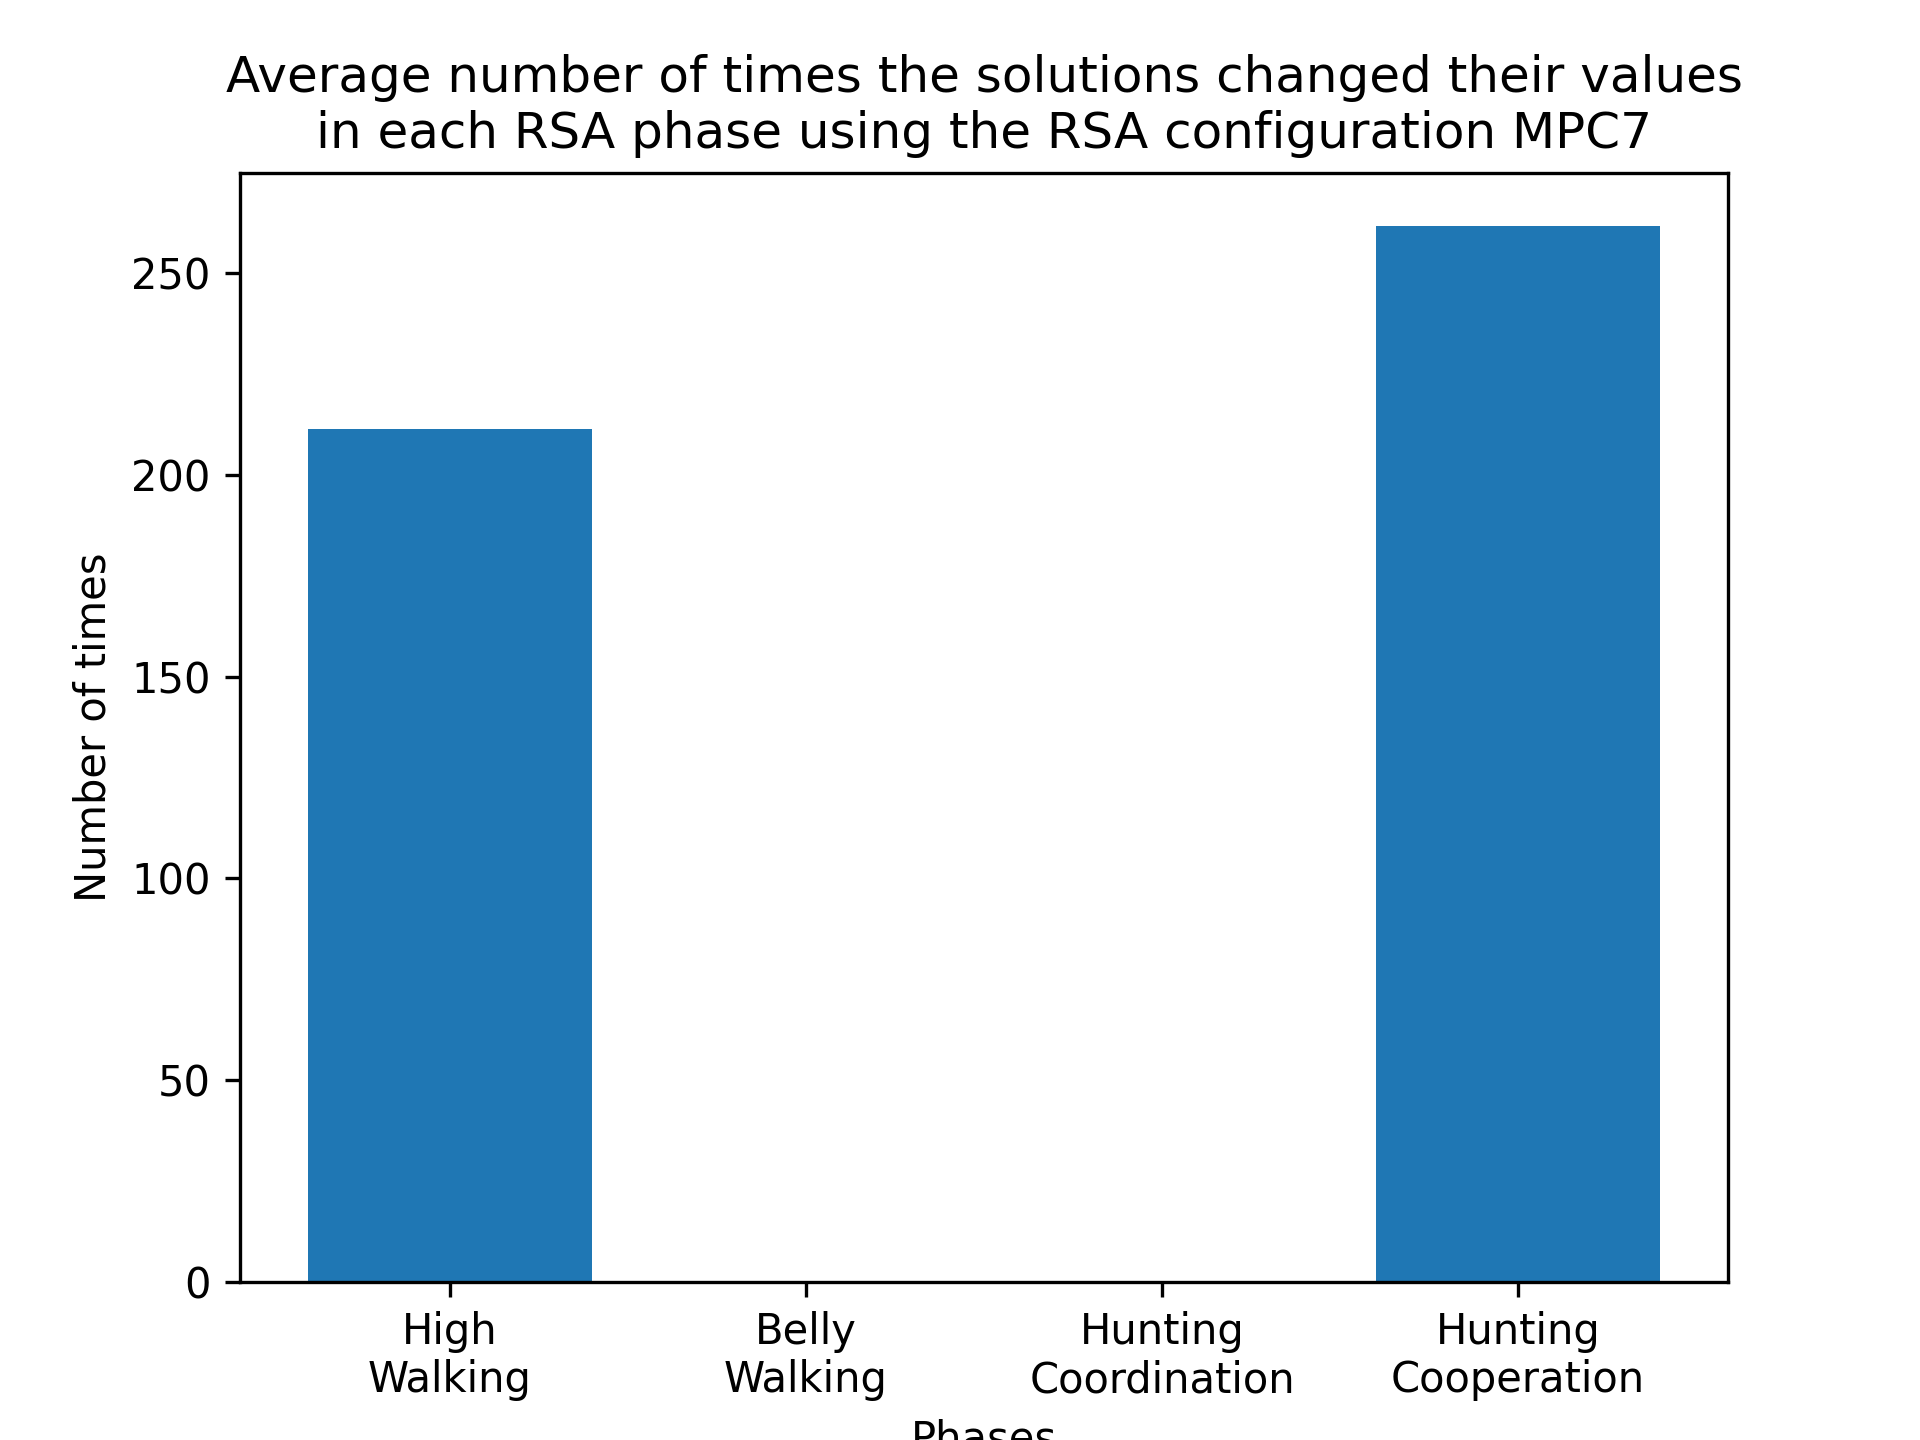 Average number of times the solutions changed their values
in each RSA phase using the RSA configuration MPC7
250
200
150
100
50
0
Number of times
High
Walking
Belly
Walking
Hunting
Coordination
Hunting
Cooperation
Phases